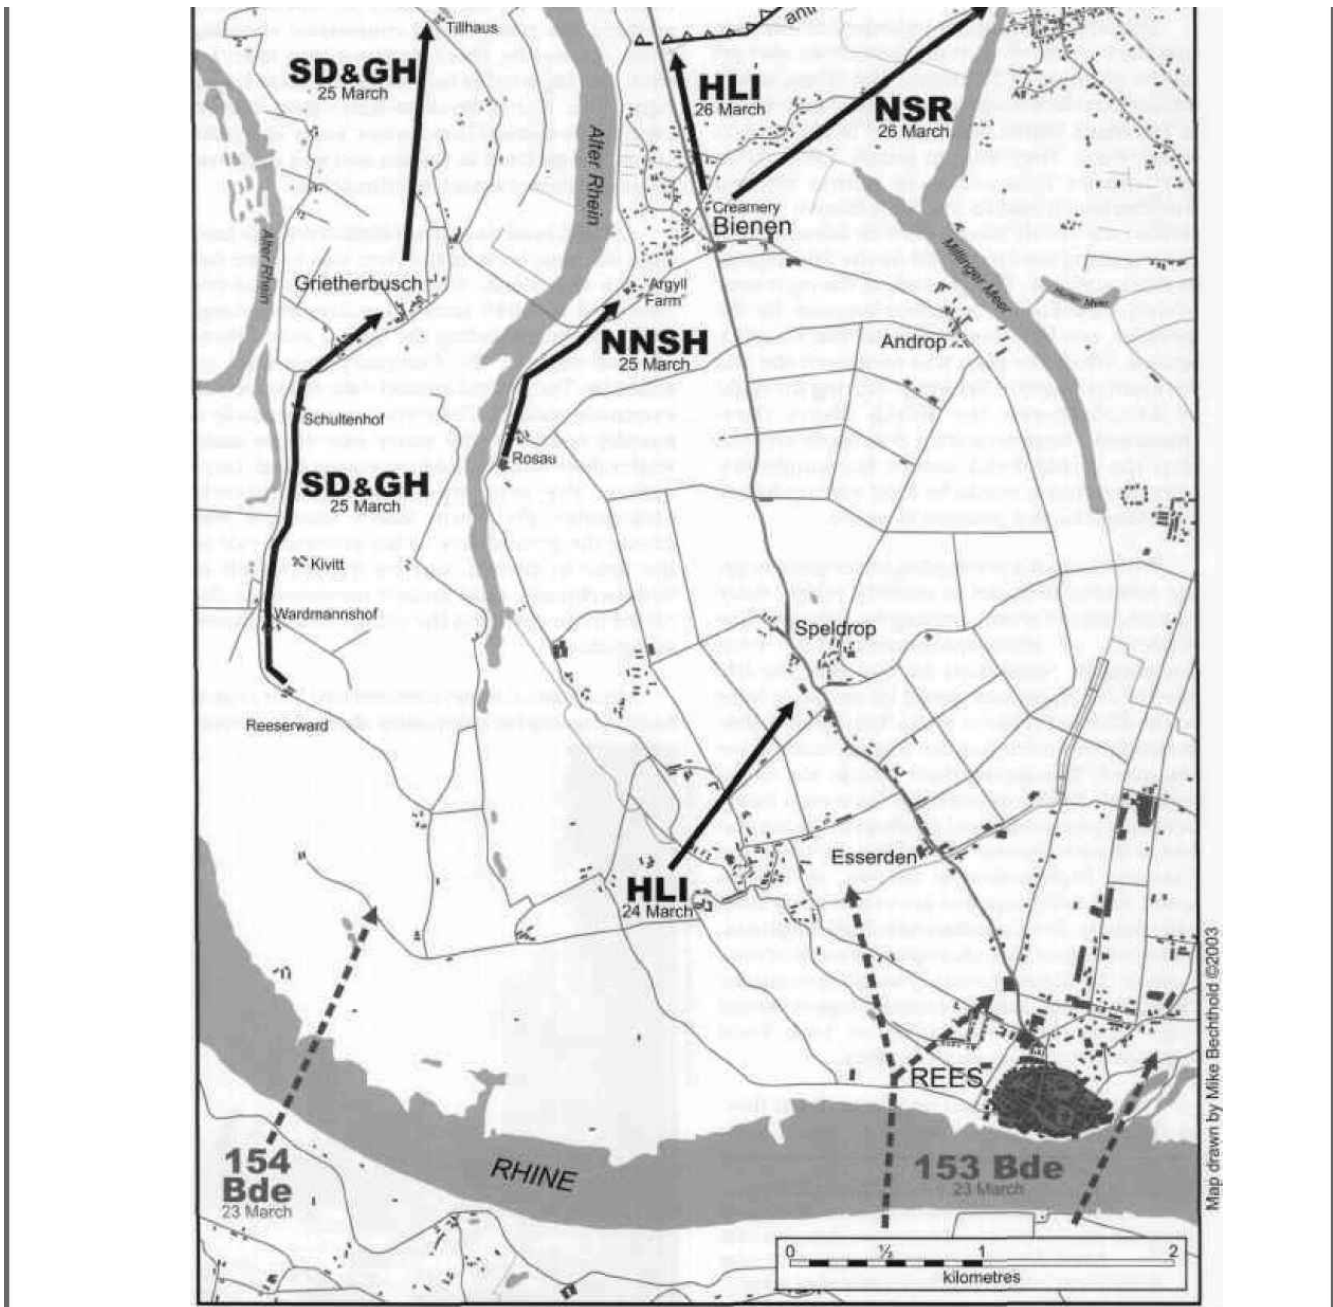 Tillhaus
anti
SD&GH
25 March
HLI
26 March
NSR
26 March
Alter Rhein
Creamery
Bienen
Alter Rhein
Millinger Meer
Grietherbusch
"Argyll
Farm"
Hurler Meer
NNSH
25 March
Androp
Schultenhof
Rosau
SD&GH
25 March
Kivitt
Wardmannshof
Speldrop
Reeserward
Esserden
HLI
24 March
REES
154
Bde
23 March
RHINE
153 Bde
23 March
0 ½ 1 2
kilometres
Map drawn by Mike Bechthold ©2003